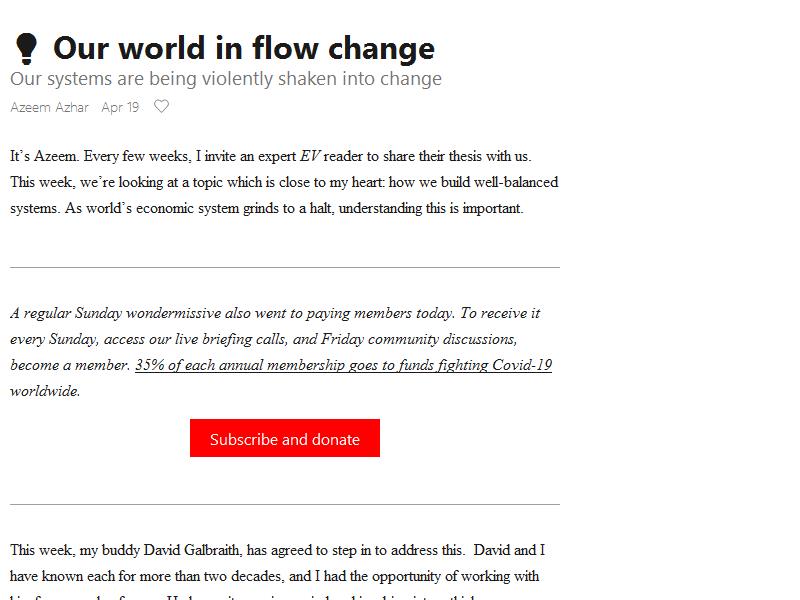 Our world in flow change
Our systems are being violently shaken into change
Azeem Azhar Apr 19
It's Azeem. Every few weeks, I invite an expert EV reader to share their thesis with us.
This week, we're looking at a topic which is close to my heart: how we build well-balanced
systems. As world's economic system grinds to a halt, understanding this is important.
A regular Sunday wondermissive also went to paying members today. To receive it
every Sunday, access our live briefing calls, and Friday community discussions,
become a member. 35% of each annual membership goes to funds fighting Covid-19
worldwide.
Subscribe and donate
This week, my buddy David Galbraith, has agreed to step in to address this. David and I
have known each for more than two decades, and I had the opportunity of working with